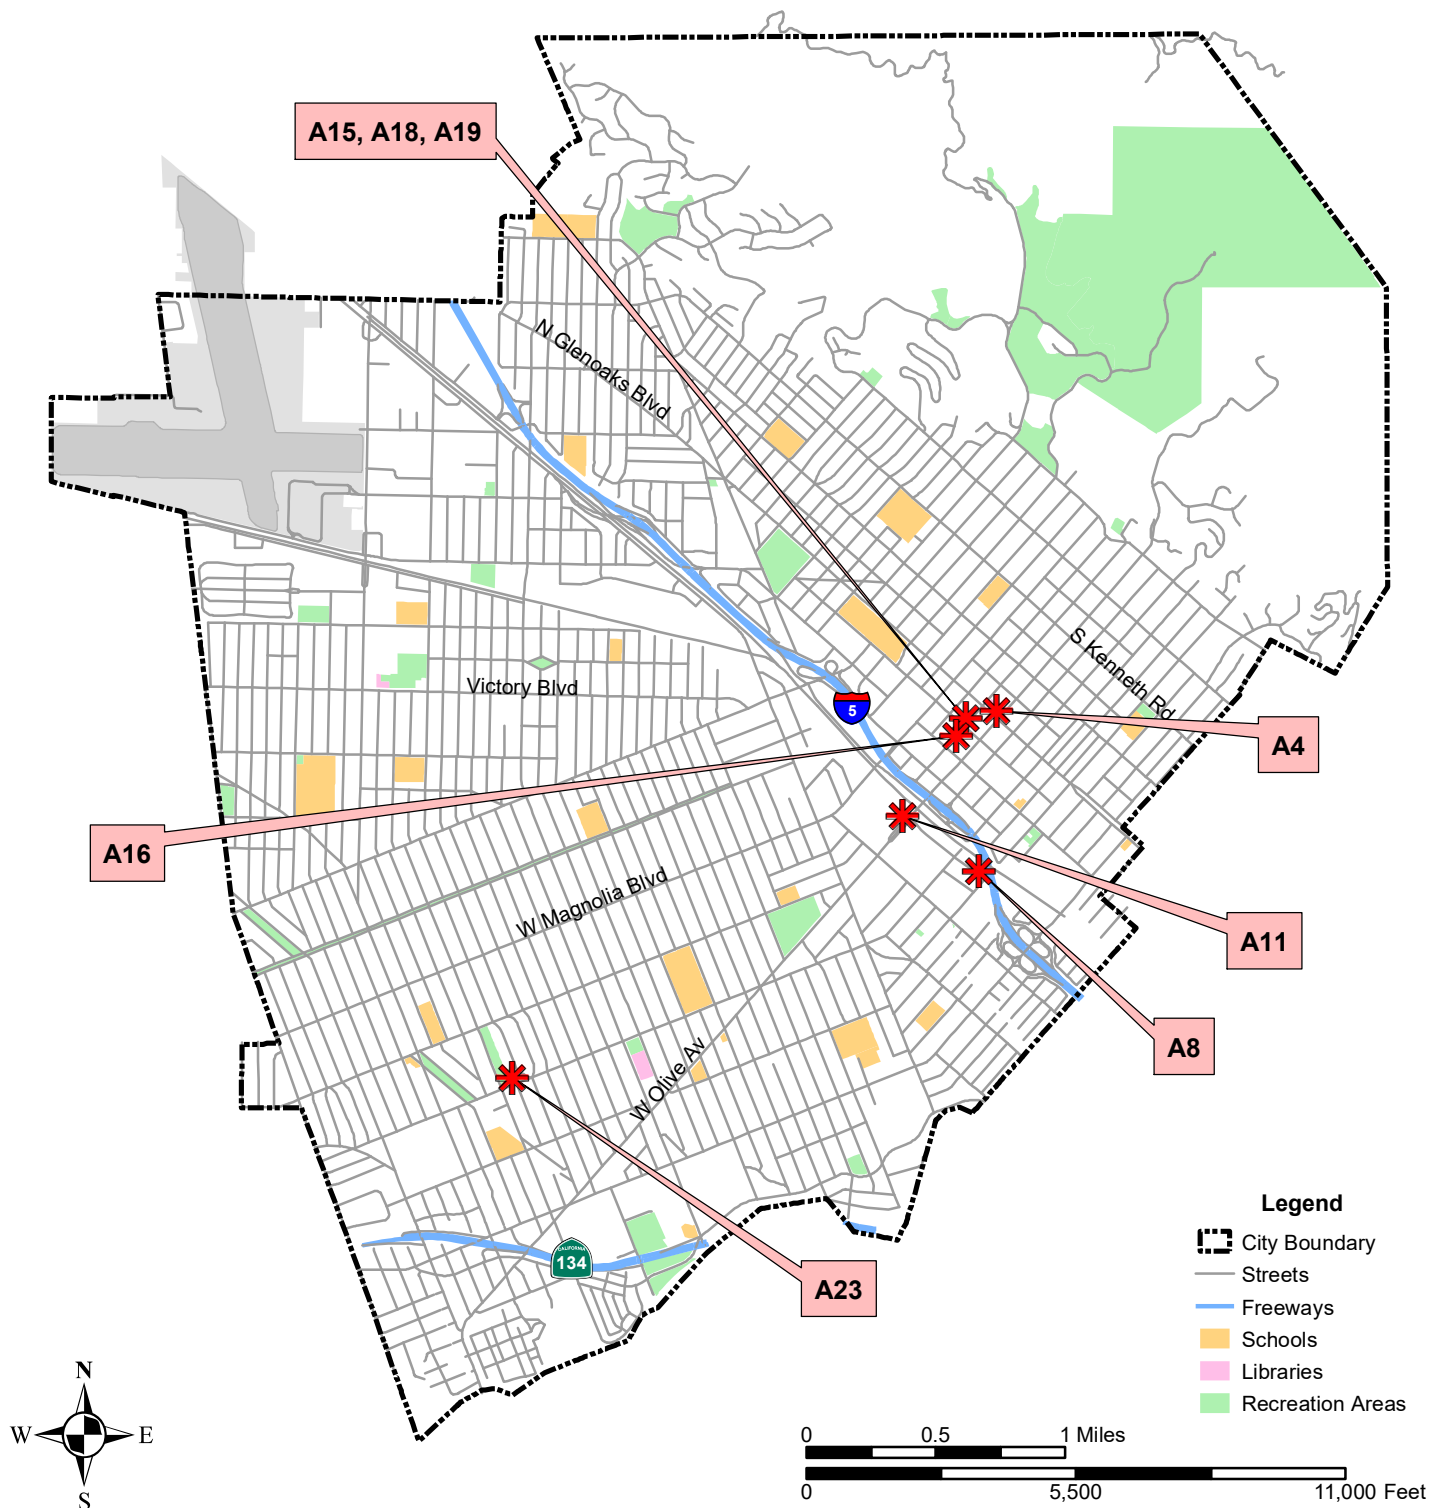 A15, A18, A19
N Glenoaks Blvd
S Kenneth Rd
Victory Blvd
5
A4
A16
W Magnolia Blvd
A11
A8
W Olive Av
A23
CALIFORNIA
134
Legend
City Boundary
Streets
Freeways
Schools
Libraries
Recreation Areas
N
W
E
S
0 0.5 1 Miles
0 5,500 11,000 Feet